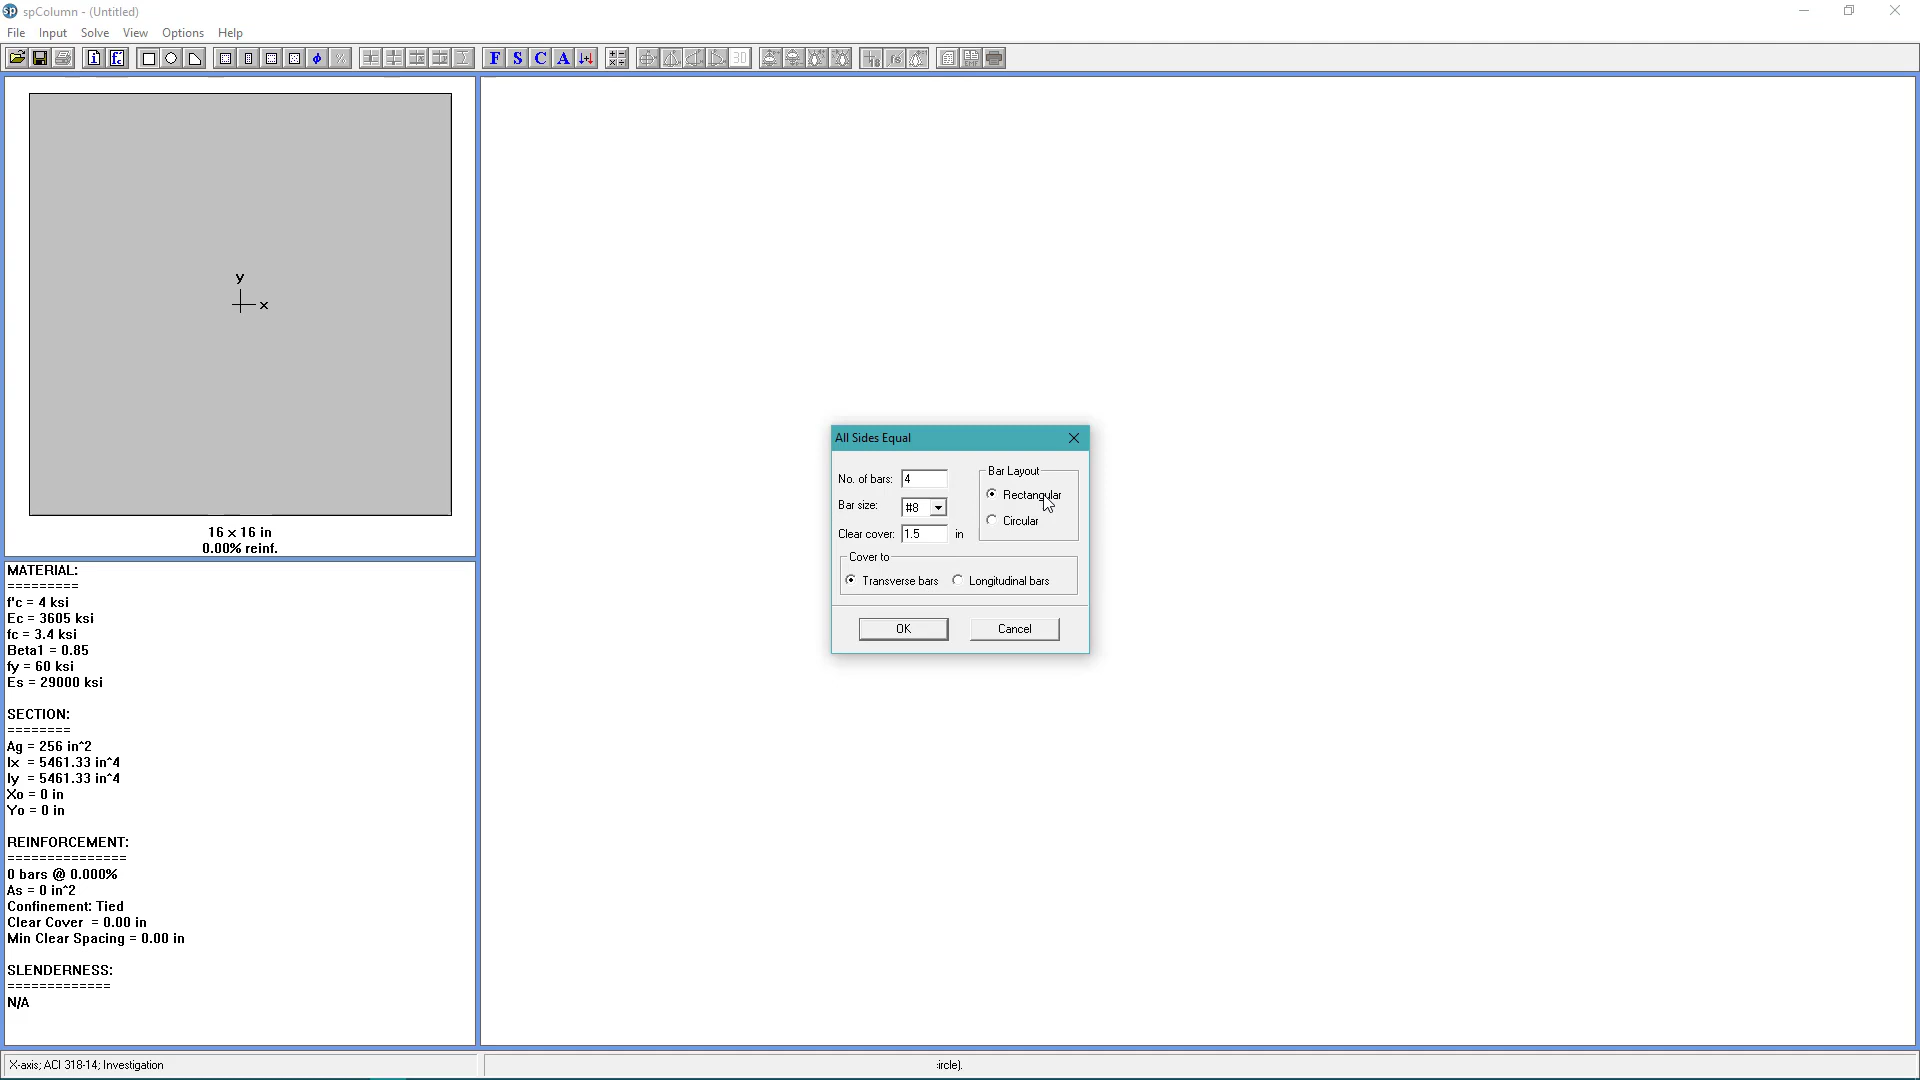 spColumn - (Untitled)
File Input Solve View Options Help
i f'c φ % F S C A 3D fs EMF
y
x
16 x 16 in
0.00% reinf.
MATERIAL:
=========
f'c = 4 ksi
Ec = 3605 ksi
fc = 3.4 ksi
Beta1 = 0.85
fy = 60 ksi
Es = 29000 ksi
SECTION:
========
Ag = 256 in^2
Ix = 5461.33 in^4
Iy = 5461.33 in^4
Xo = 0 in
Yo = 0 in
REINFORCEMENT:
===============
0 bars @ 0.000%
As = 0 in^2
Confinement: Tied
Clear Cover = 0.00 in
Min Clear Spacing = 0.00 in
SLENDERNESS:
=============
N/A
All Sides Equal
No. of bars: 4
Bar size: #8
Clear cover: 1.5 in
Bar Layout
Rectangular
Circular
Cover to
Transverse bars Longitudinal bars
OK Cancel
X-axis; ACI 318-14; Investigation
ircle).